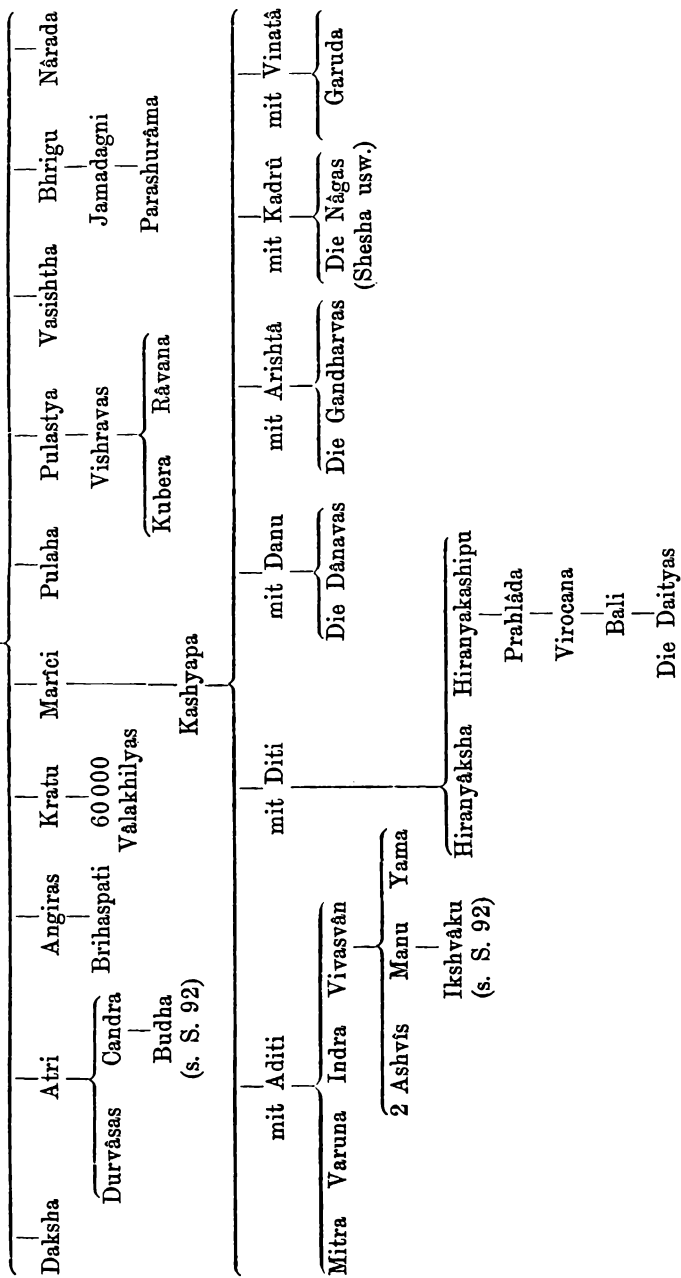 Daksha Atri Angiras Kratu Marîci Pulaha Pulastya Vasishtha Bhrigu Nârada
Durvâsas Candra Brihaspati 60 000 Vishravas Jamadagni
Vâlakhilyas
Budha Kubera Râvana Parashurâma
(s. S. 92)
Kashyapa
mit Aditi mit Diti mit Danu mit Arishtâ mit Kadrû mit Vinatâ
Mitra Varuna Indra Vivasvân Die Dânavas Die Gandharvas Die Nâgas Garuda
(Shesha usw.)
2 Ashvîs Manu Yama
Ikshvâku
(s. S. 92)
Hiranyâksha Hiranyakashipu
Prahlâda
Virocana
Bali
Die Daityas